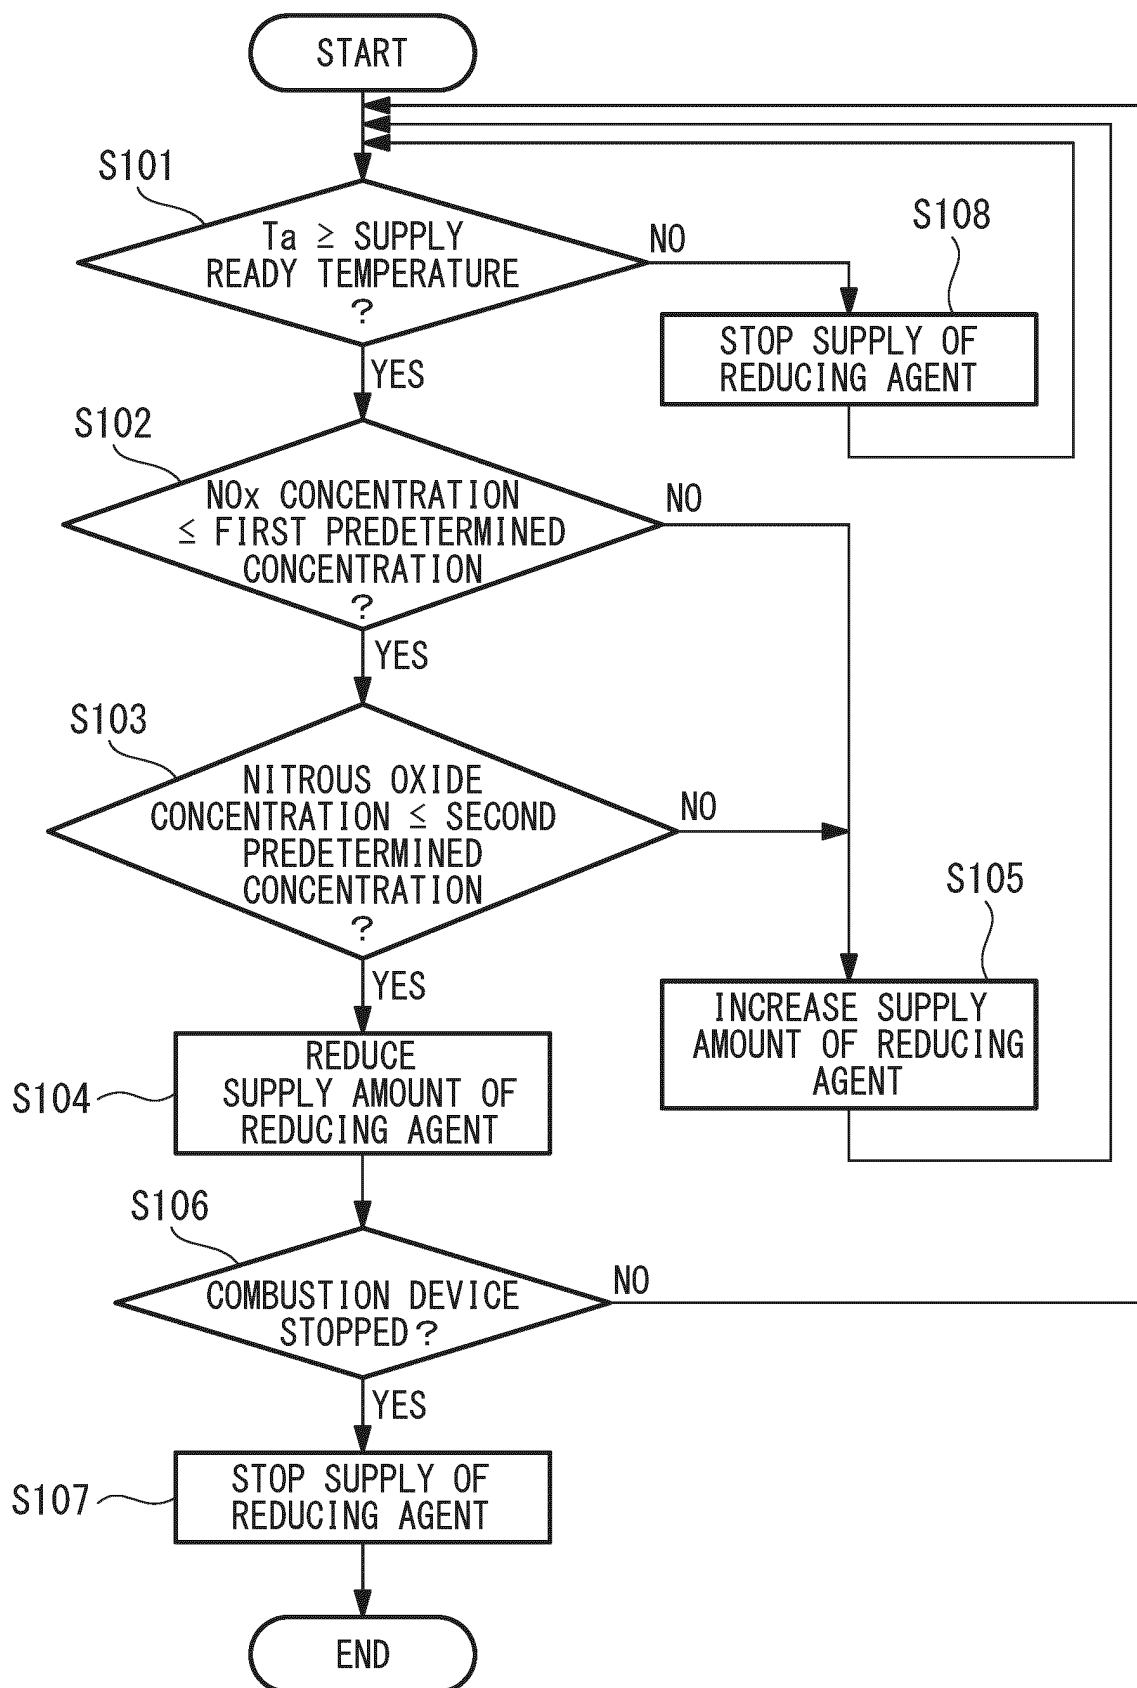 START
S101
Ta ≥ SUPPLY
READY TEMPERATURE
?
NO
S108
STOP SUPPLY OF
REDUCING AGENT
YES
S102
NOx CONCENTRATION
≤ FIRST PREDETERMINED
CONCENTRATION
?
NO
YES
S103
NITROUS OXIDE
CONCENTRATION ≤ SECOND
PREDETERMINED
CONCENTRATION
?
NO
YES
S105
INCREASE SUPPLY
AMOUNT OF REDUCING
AGENT
S104
REDUCE
SUPPLY AMOUNT OF
REDUCING AGENT
S106
COMBUSTION DEVICE
STOPPED?
NO
YES
S107
STOP SUPPLY OF
REDUCING AGENT
END